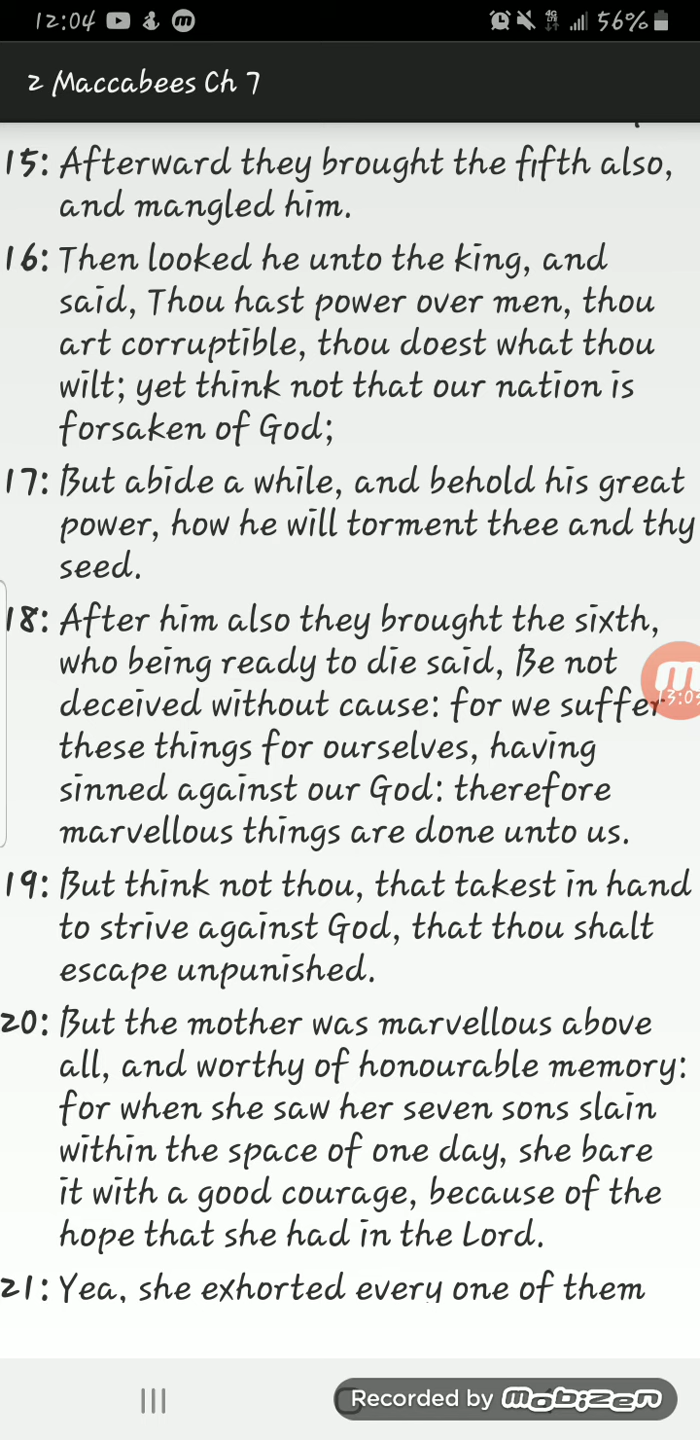 12:04
56%
2 Maccabees Ch 7
15: Afterward they brought the fifth also,
and mangled him.
16: Then looked he unto the king, and
said, Thou hast power over men, thou
art corruptible, thou doest what thou
wilt; yet think not that our nation is
forsaken of God;
17: But abide a while, and behold his great
power, how he will torment thee and thy
seed.
18: After him also they brought the sixth,
who being ready to die said, Be not
deceived without cause: for we suffer
these things for ourselves, having
sinned against our God: therefore
marvellous things are done unto us.
19: But think not thou, that takest in hand
to strive against God, that thou shalt
escape unpunished.
20: But the mother was marvellous above
all, and worthy of honourable memory:
for when she saw her seven sons slain
within the space of one day, she bare
it with a good courage, because of the
hope that she had in the Lord.
21: Yea, she exhorted every one of them
Recorded by mobizen